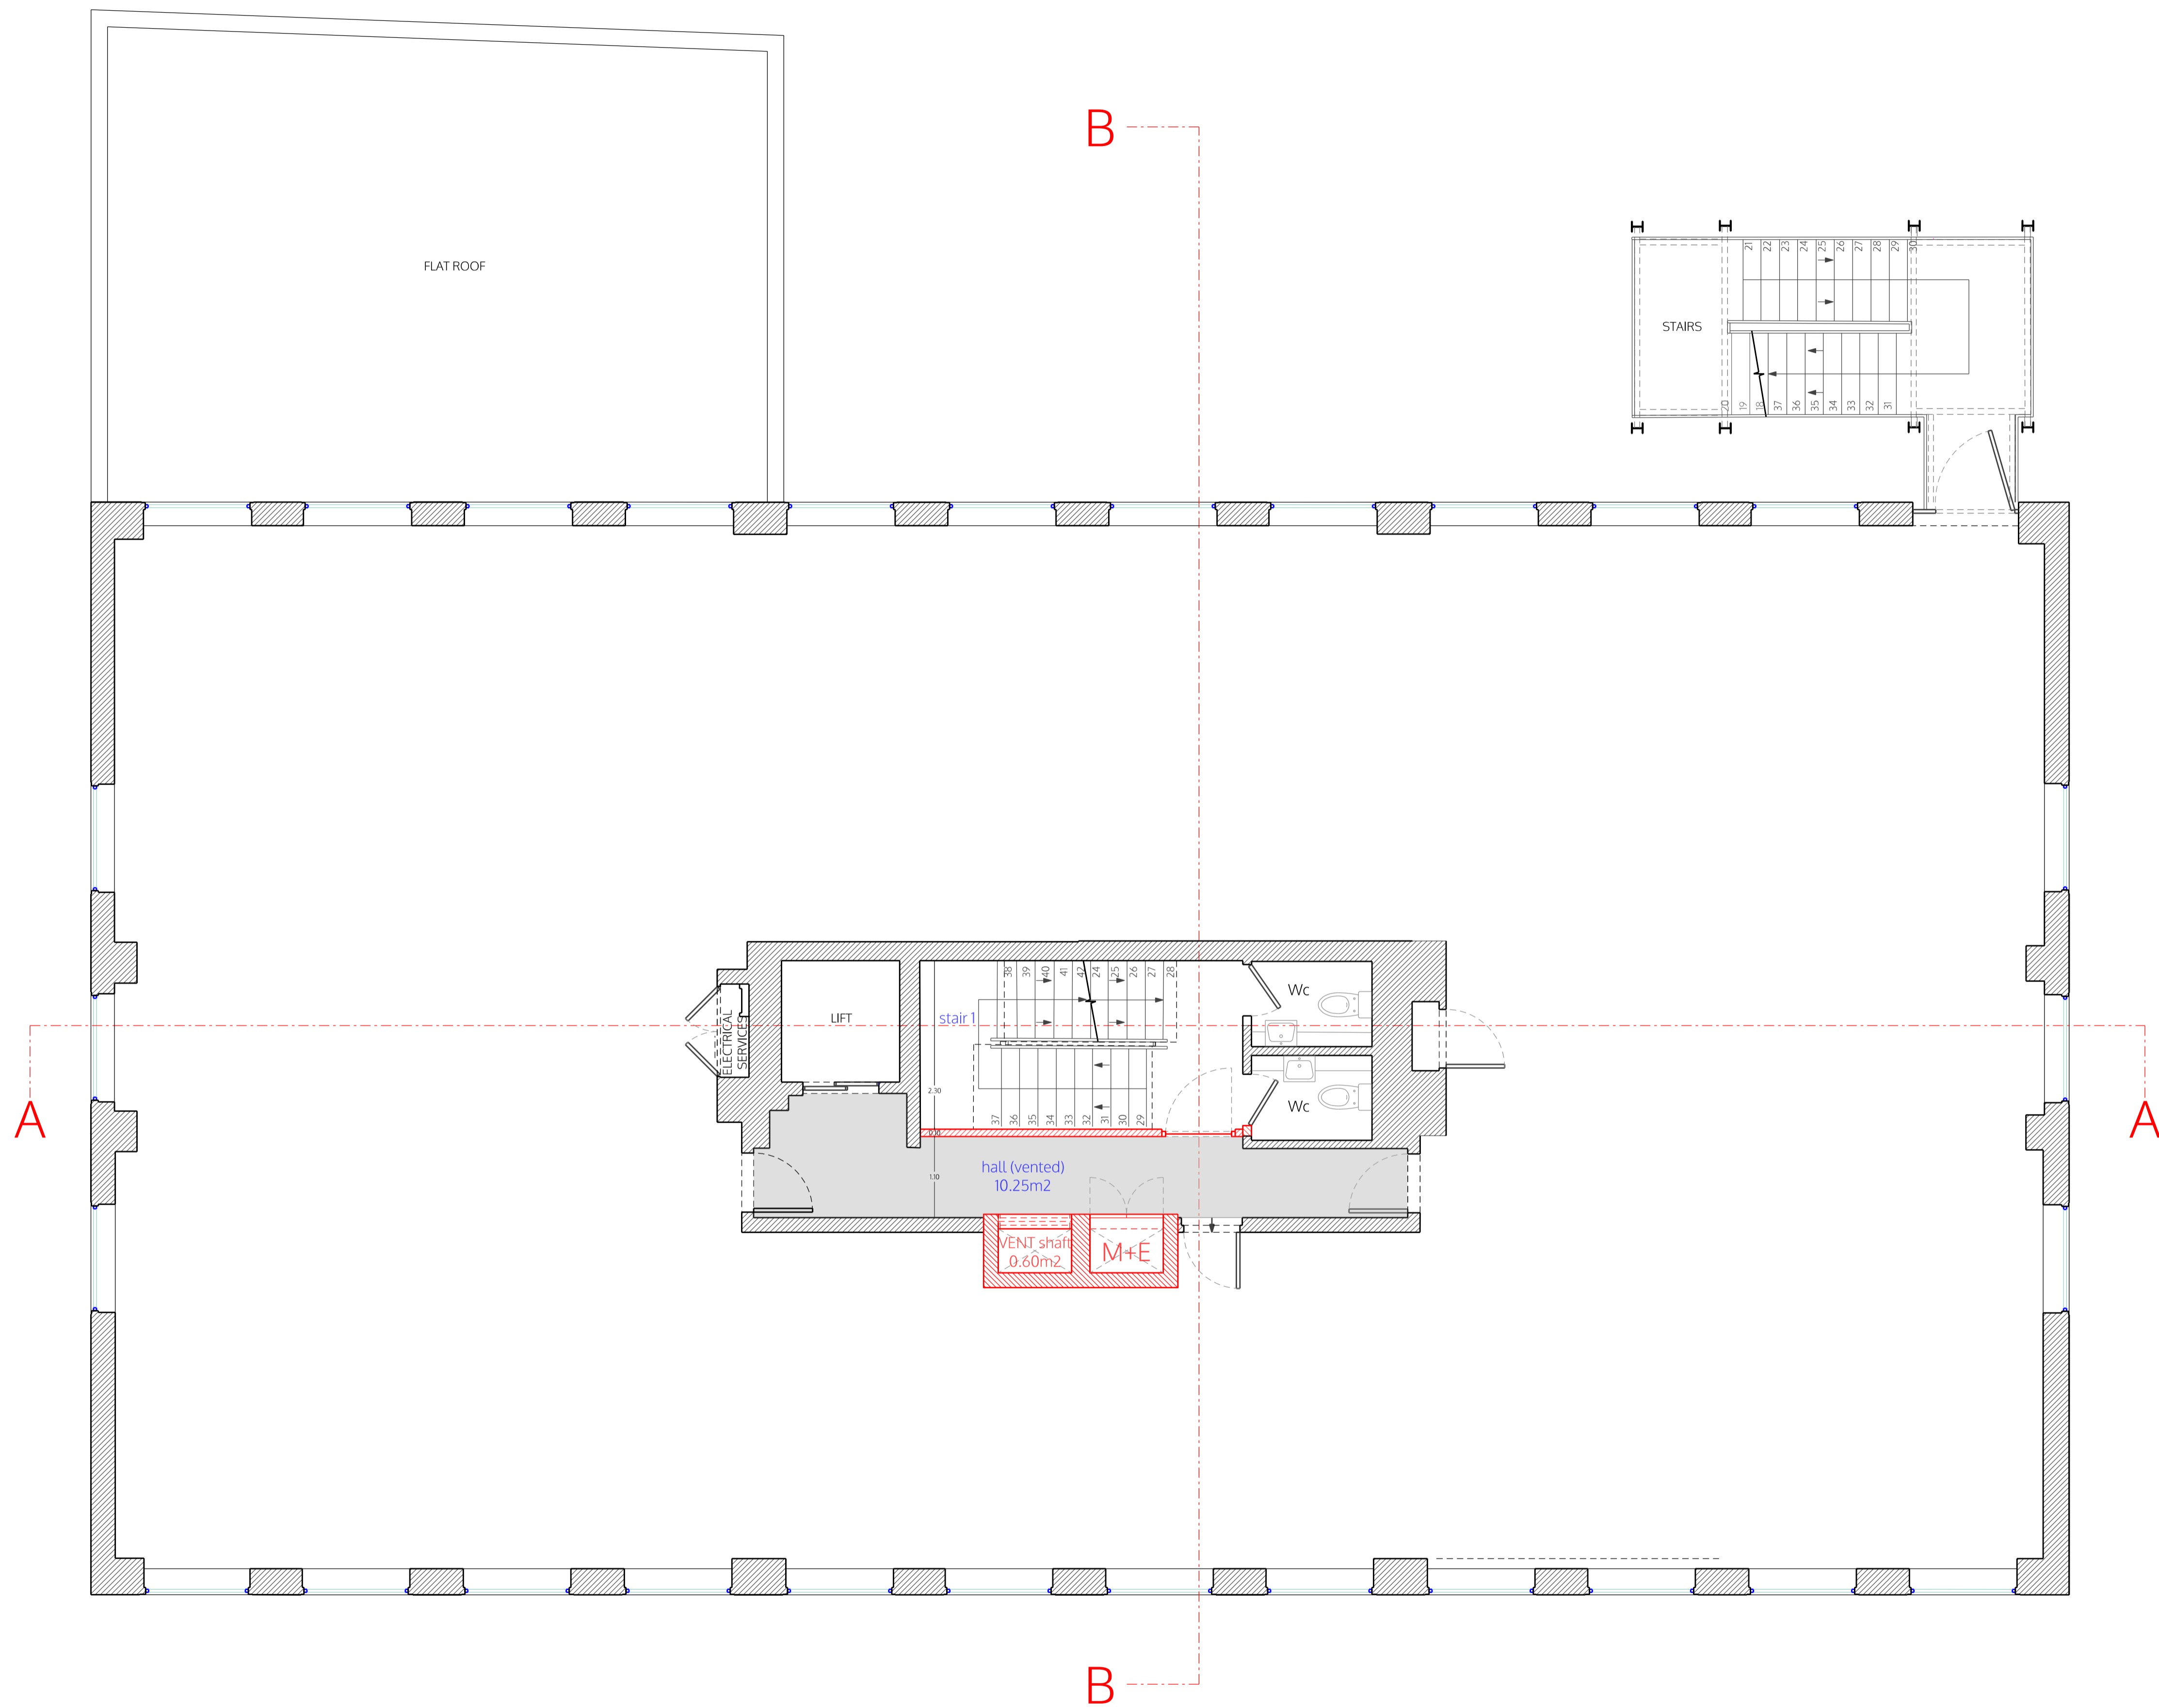 B
FLAT ROOF
21 22 23 24 25 26 27 28 29 30
STAIRS
20 19 18 37 36 35 34 33 32 31
38 39 40 41 42 24 25 26 27 28
Wc
LIFT
stair 1
ELECTRICAL
SERVICES
2.30
Wc
37 36 35 34 33 32 31 30 29
A
A
hall (vented)
10.25m2
1.10
VENT shaft
0.60m2
M+E
B